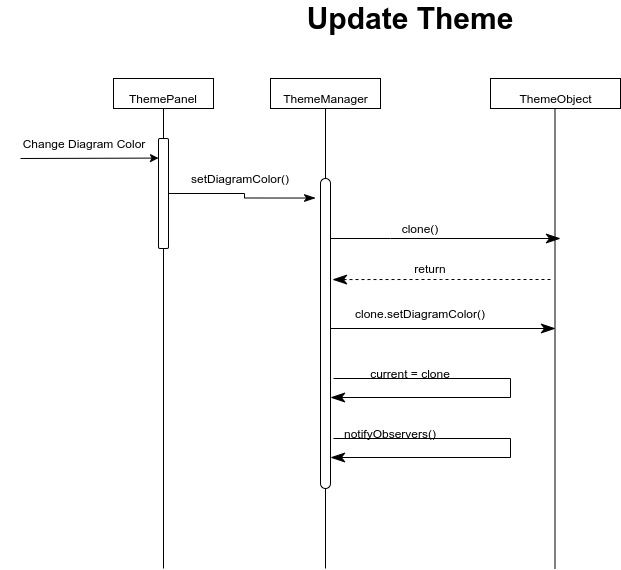 Update Theme
ThemePanel
ThemeManager
ThemeObject
Change Diagram Color
setDiagramColor()
clone()
return
clone.setDiagramColor()
current = clone
notifyObservers()